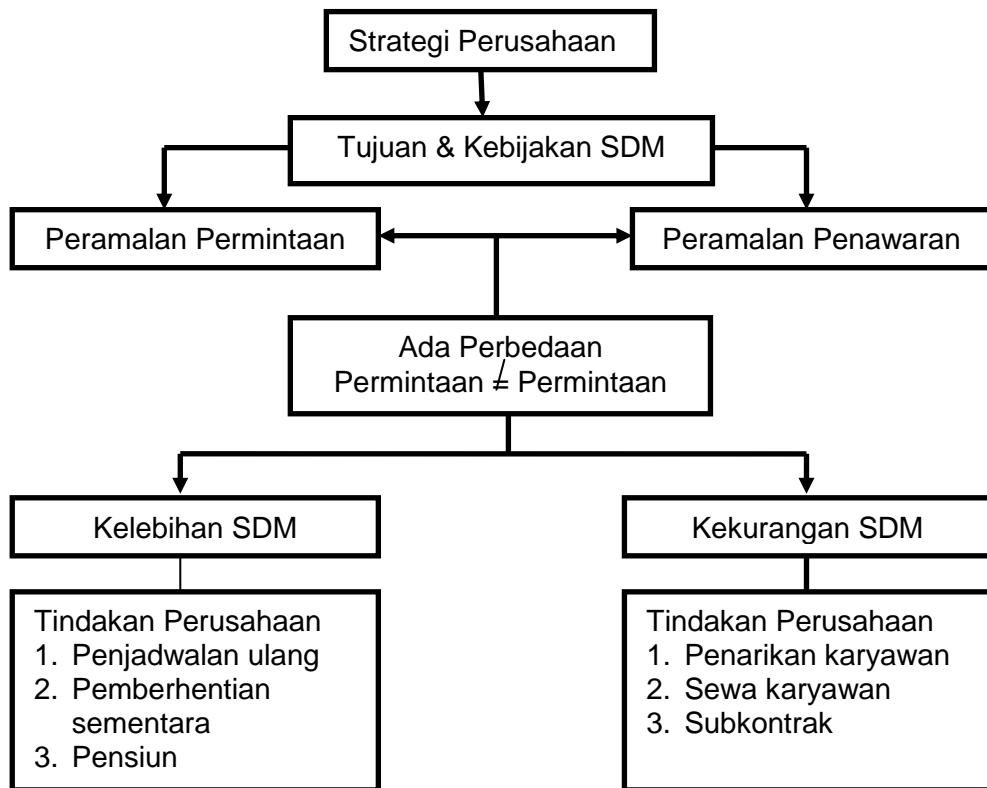 Strategi Perusahaan
Tujuan & Kebijakan SDM
Peramalan Permintaan
Peramalan Penawaran
Ada Perbedaan
Permintaan ≠ Permintaan
Kelebihan SDM
Kekurangan SDM
Tindakan Perusahaan
1. Penjadwalan ulang
2. Pemberhentian
sementara
3. Pensiun
Tindakan Perusahaan
1. Penarikan karyawan
2. Sewa karyawan
3. Subkontrak